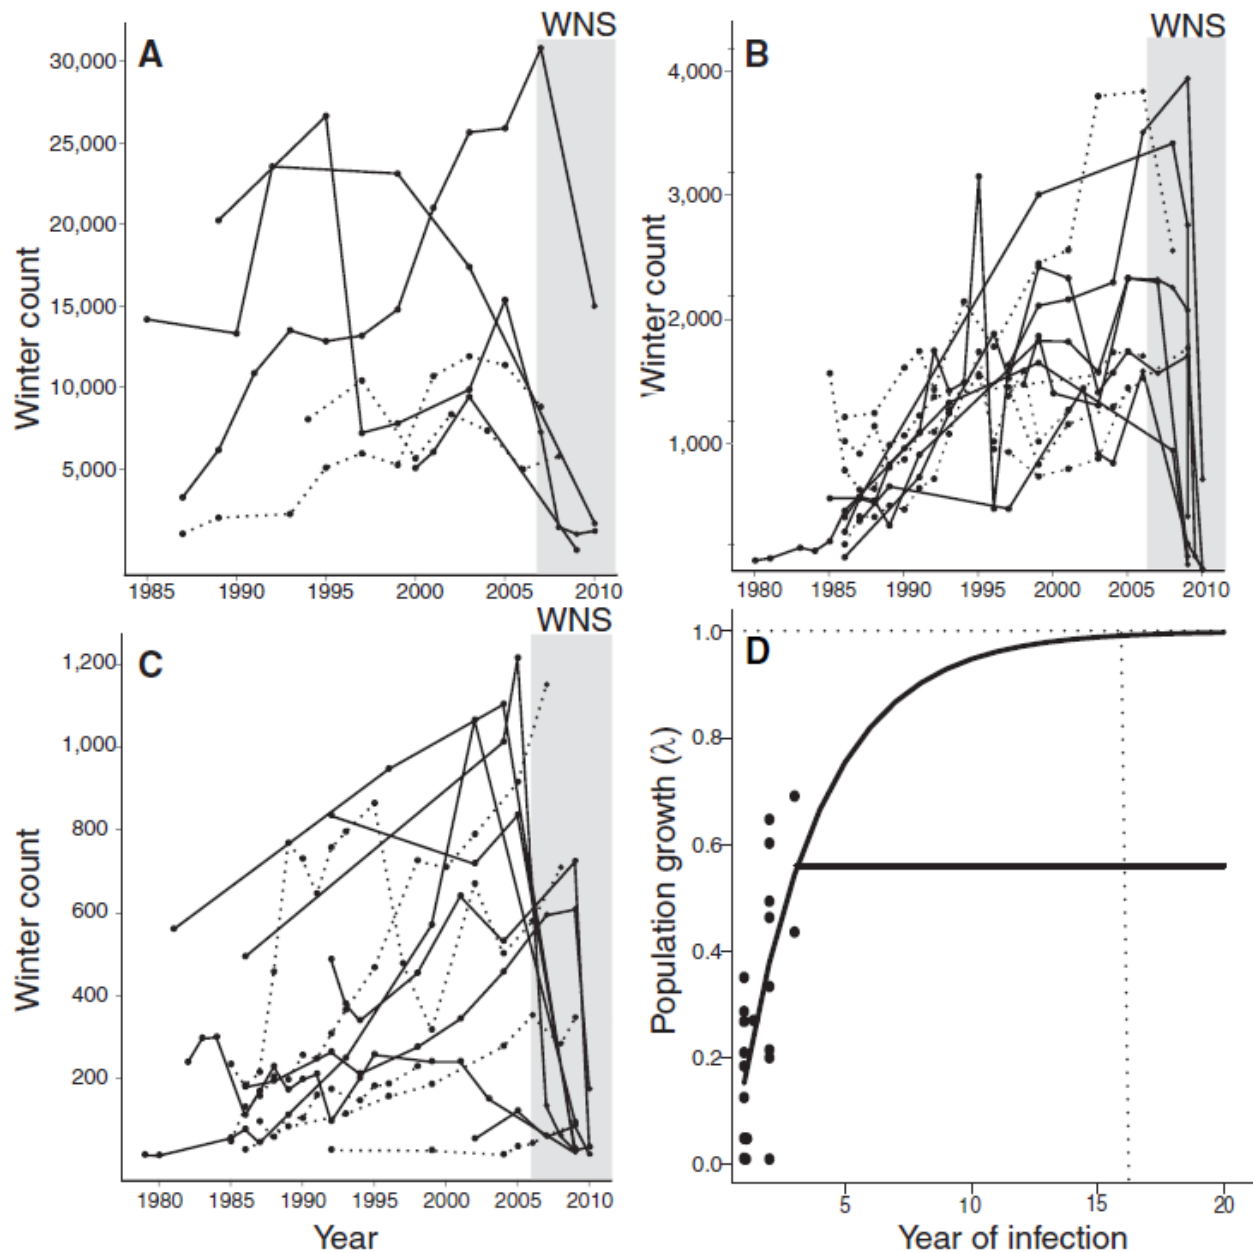 WNS
A
30,000
25,000
20,000
15,000
10,000
5,000
Winter count
1985 1990 1995 2000 2005 2010
WNS
B
4,000
3,000
2,000
1,000
Winter count
1980 1985 1990 1995 2000 2005 2010
WNS
C
1,200
1,000
800
600
400
200
Winter count
1980 1985 1990 1995 2000 2005 2010
Year
D
1.0
0.8
0.6
0.4
0.2
0.0
Population growth (λ)
5 10 15 20
Year of infection